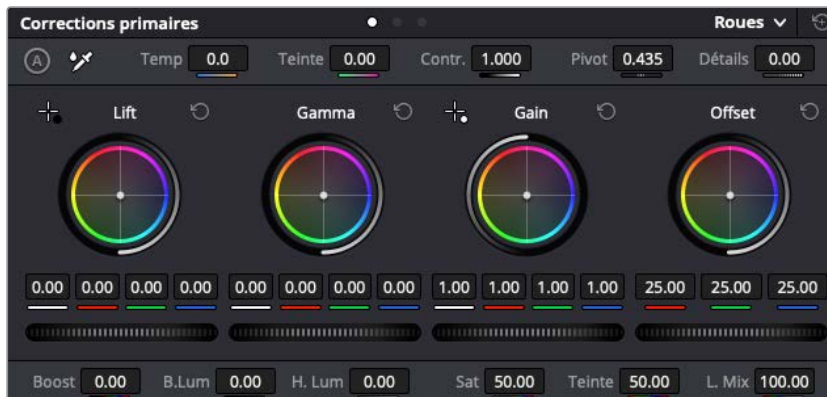 Corrections primaires Roues
A Temp 0.0 Teinte 0.00 Contr. 1.000 Pivot 0.435 Détails 0.00
Lift Gamma Gain Offset
0.00 0.00 0.00 0.00 0.00 0.00 0.00 0.00 1.00 1.00 1.00 1.00 25.00 25.00 25.00
Boost 0.00 B.Lum 0.00 H. Lum 0.00 Sat 50.00 Teinte 50.00 L. Mix 100.00